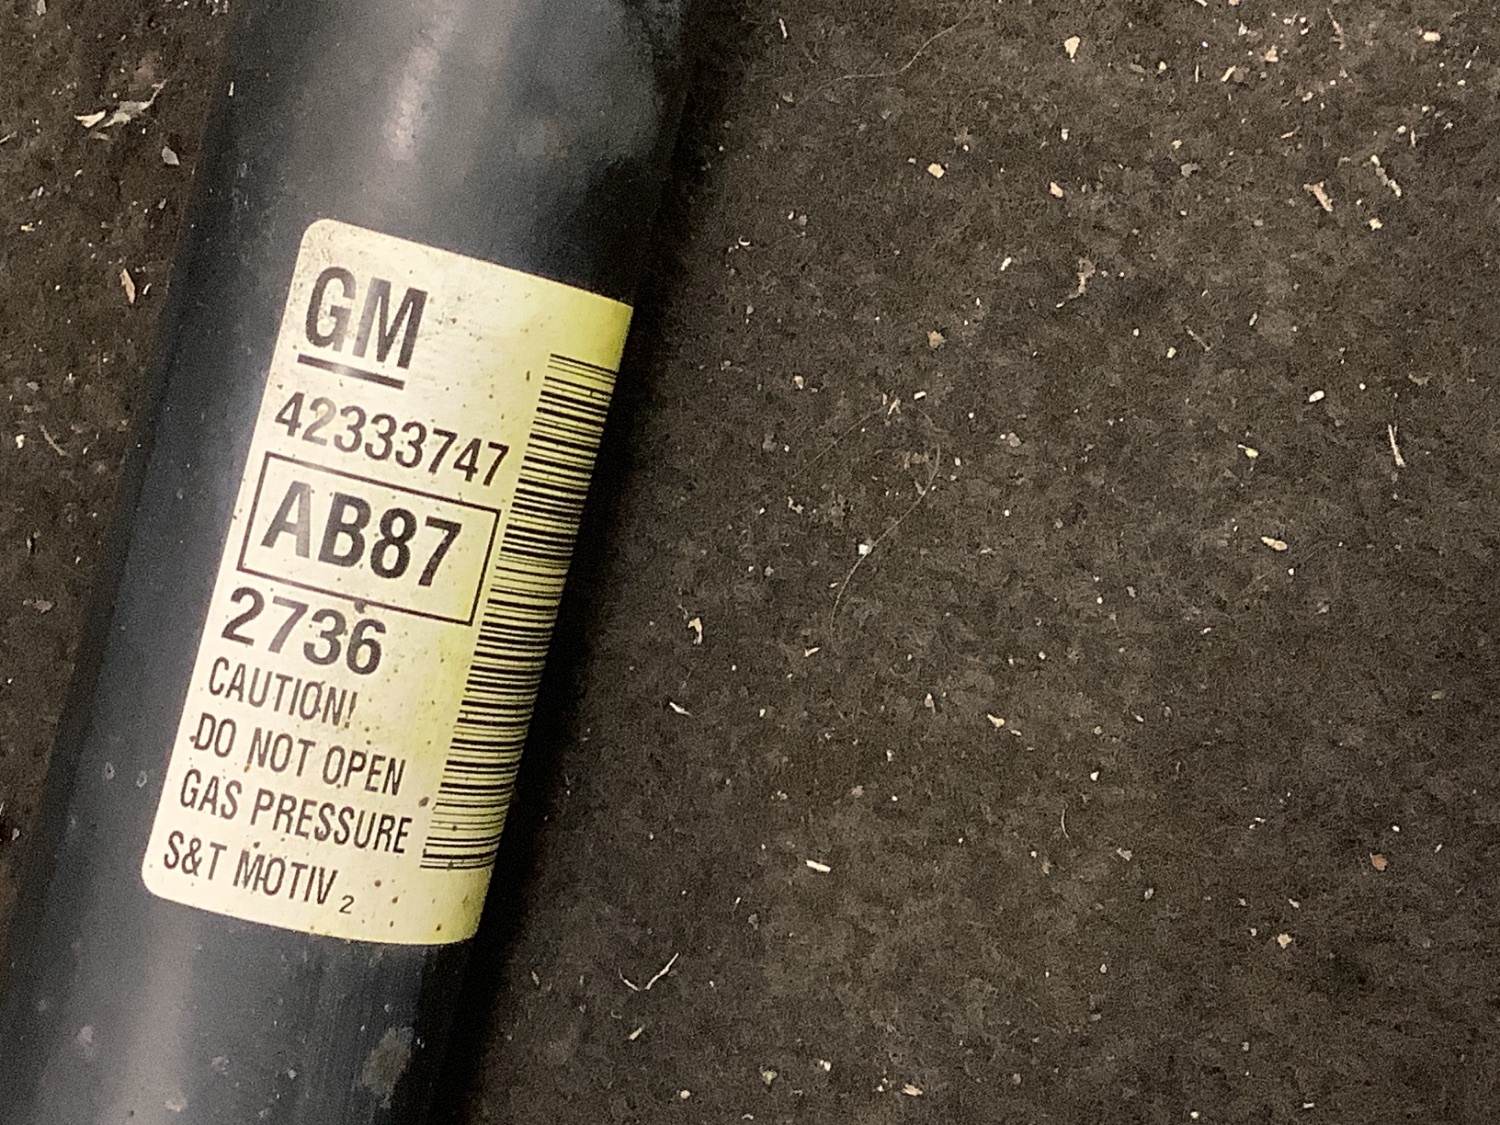 GM
42333747
AB87
2736
CAUTION!
DO NOT OPEN
GAS PRESSURE
S&T MOTIV 2